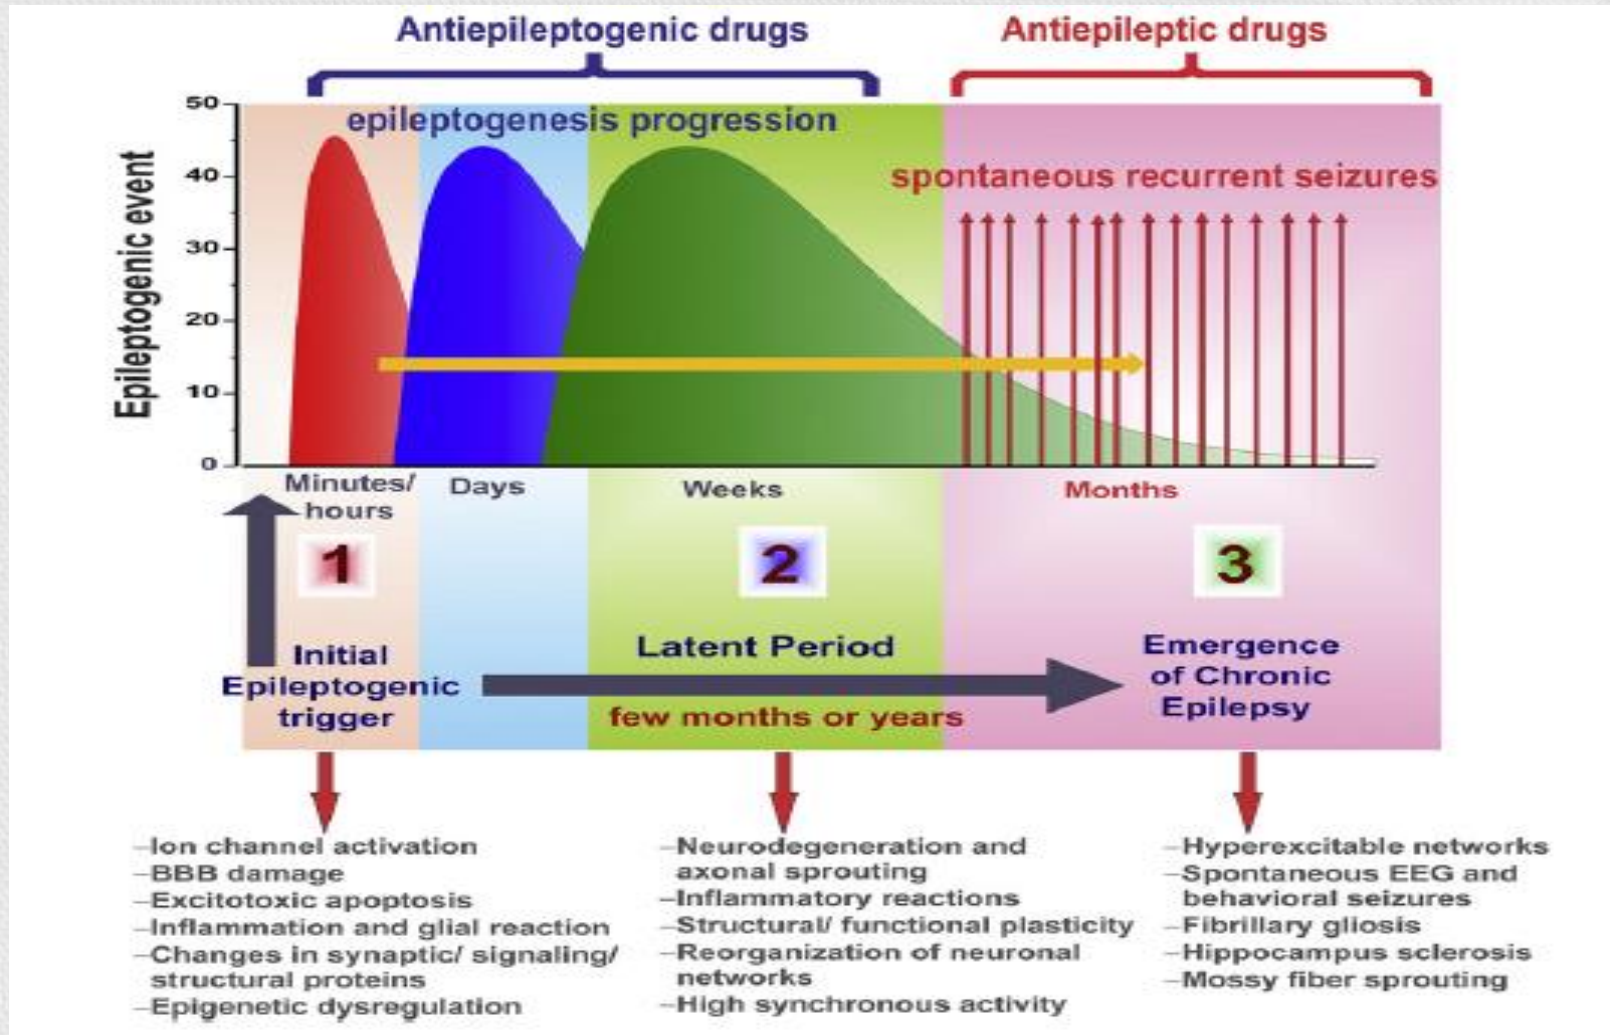 Antiepileptogenic drugs
Antiepileptic drugs
epileptogenesis progression
spontaneous recurrent seizures
Epileptogenic event
50
40
30
20
10
0
Minutes/
hours
Days
Weeks
Months
1
2
3
Initial
Epileptogenic
trigger
Latent Period
few months or years
Emergence
of Chronic
Epilepsy
–Ion channel activation
–BBB damage
–Excitotoxic apoptosis
–Inflammation and glial reaction
–Changes in synaptic/ signaling/
structural proteins
–Epigenetic dysregulation
–Neurodegeneration and
axonal sprouting
–Inflammatory reactions
–Structural/ functional plasticity
–Reorganization of neuronal
networks
–High synchronous activity
–Hyperexcitable networks
–Spontaneous EEG and
behavioral seizures
–Fibrillary gliosis
–Hippocampus sclerosis
–Mossy fiber sprouting